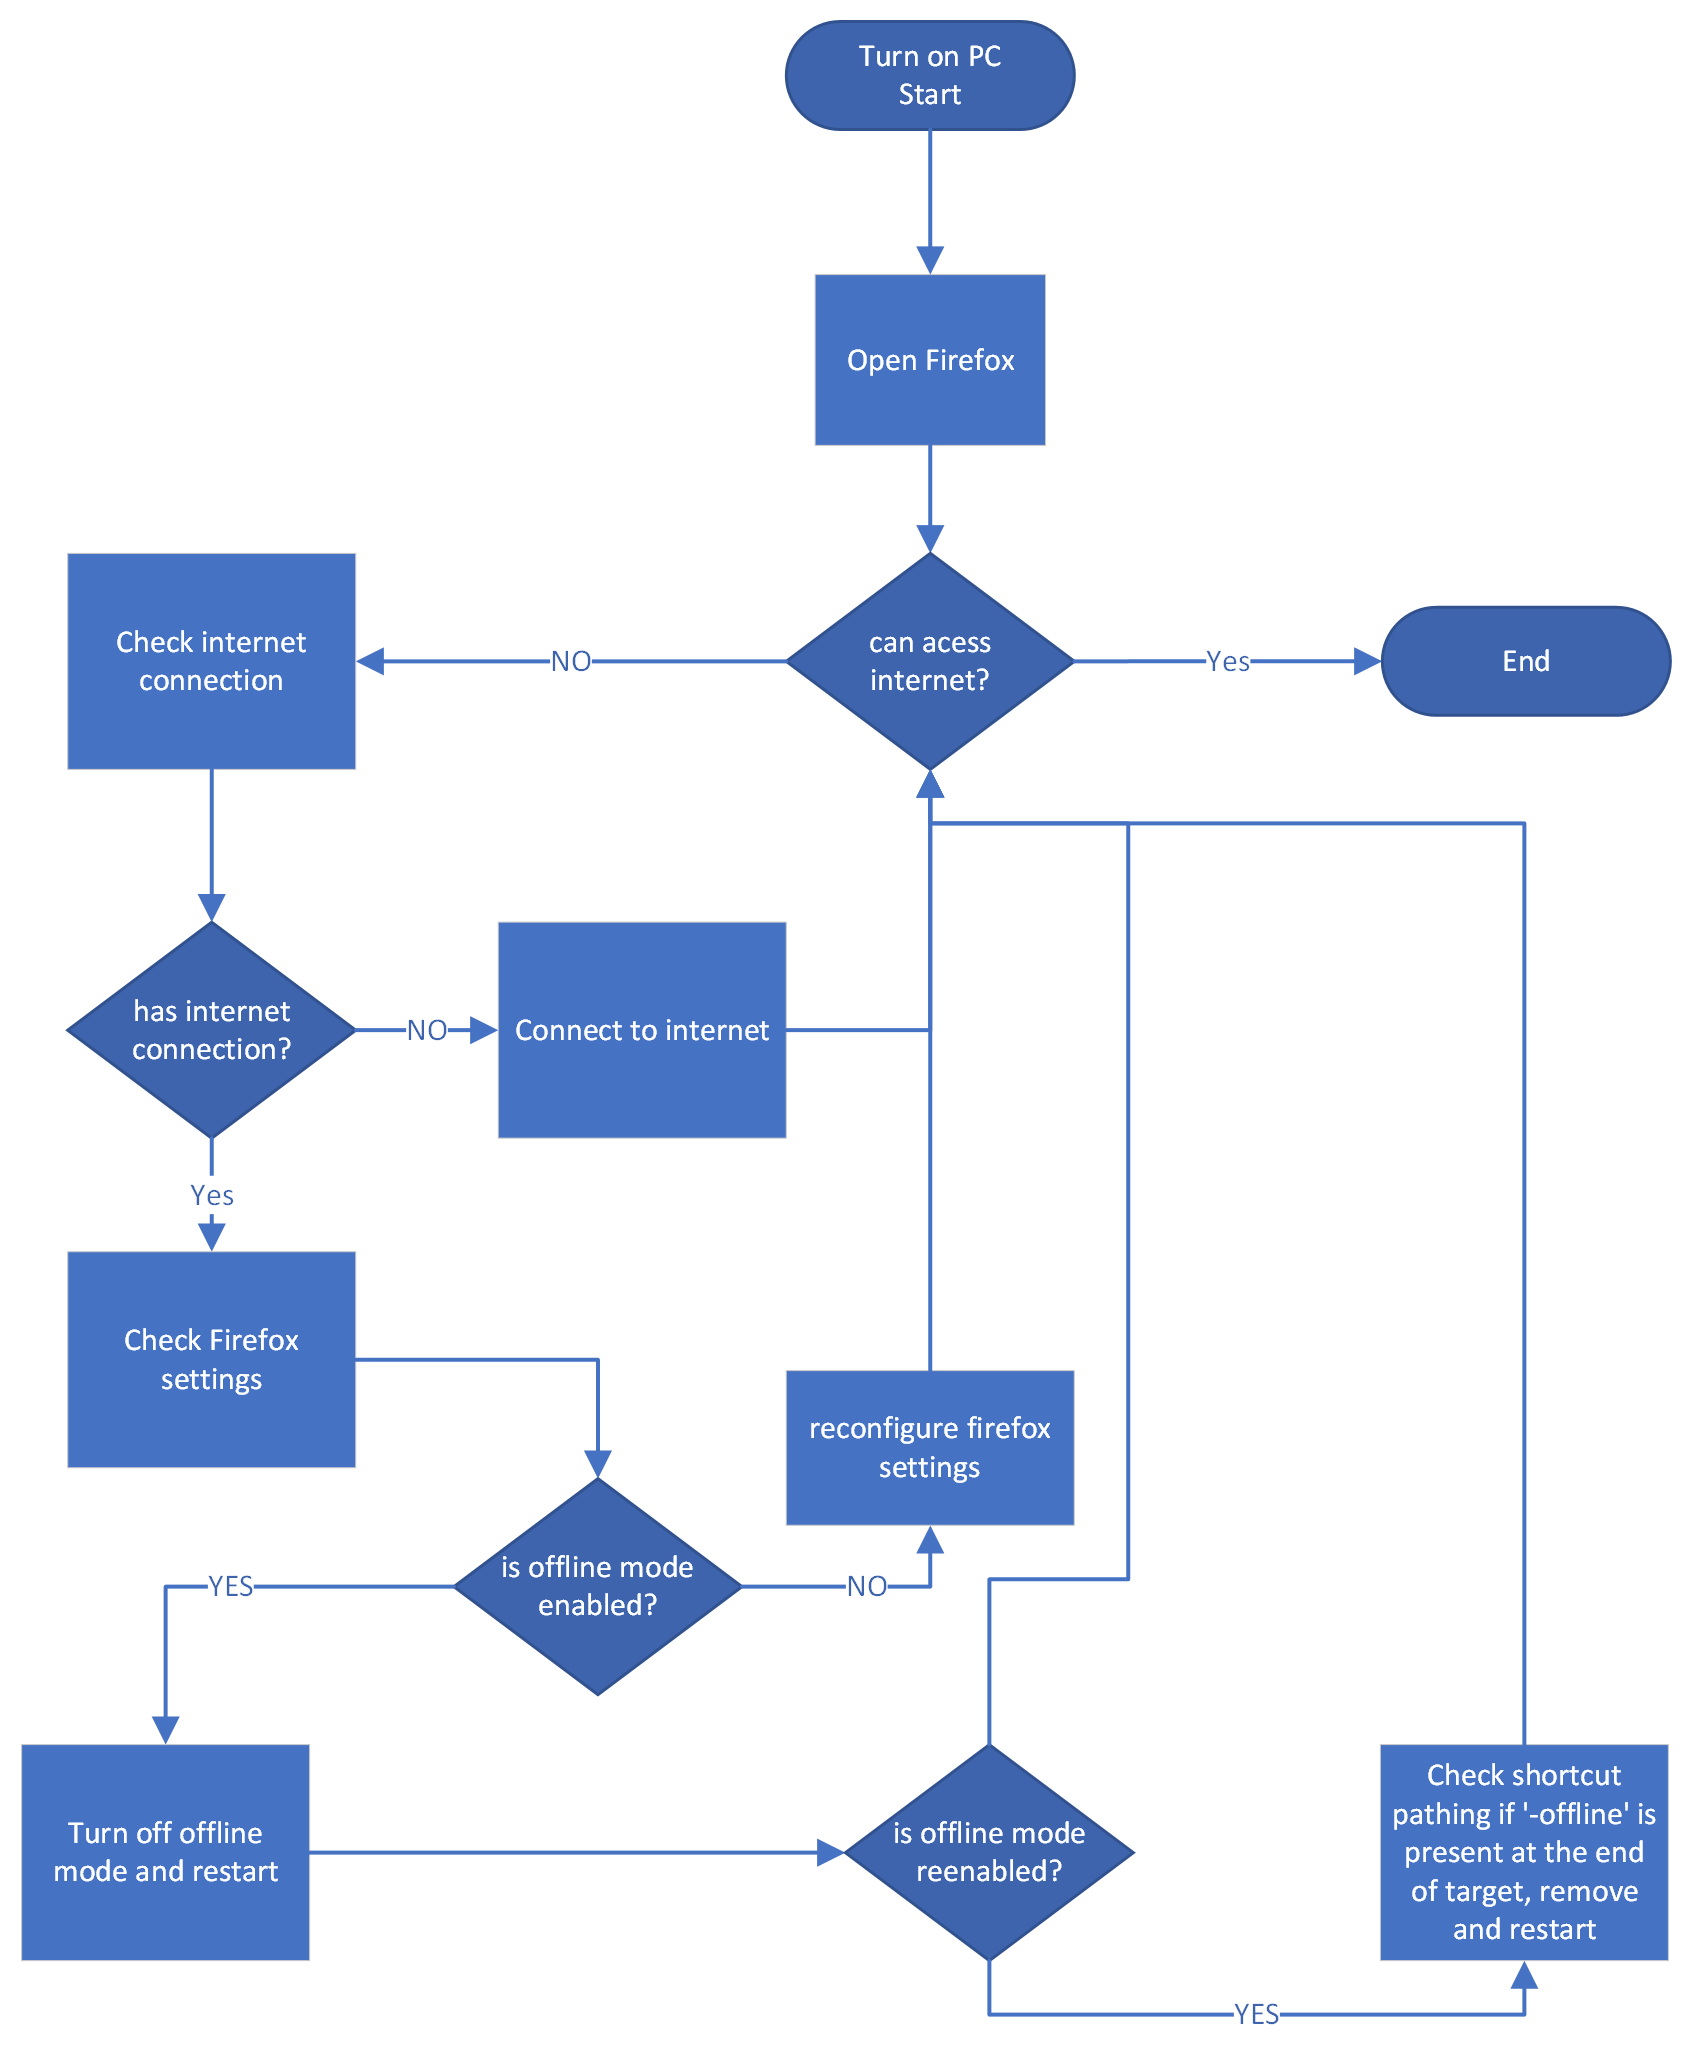 Turn on PC
Start
Open Firefox
Check internet
connection
NO
can acess
internet?
Yes
End
has internet
connection?
NO
Connect to internet
Yes
Check Firefox
settings
reconfigure firefox
settings
YES
is offline mode
enabled?
NO
Turn off offline
mode and restart
is offline mode
reenabled?
Check shortcut
pathing if '-offline' is
present at the end
of target, remove
and restart
YES